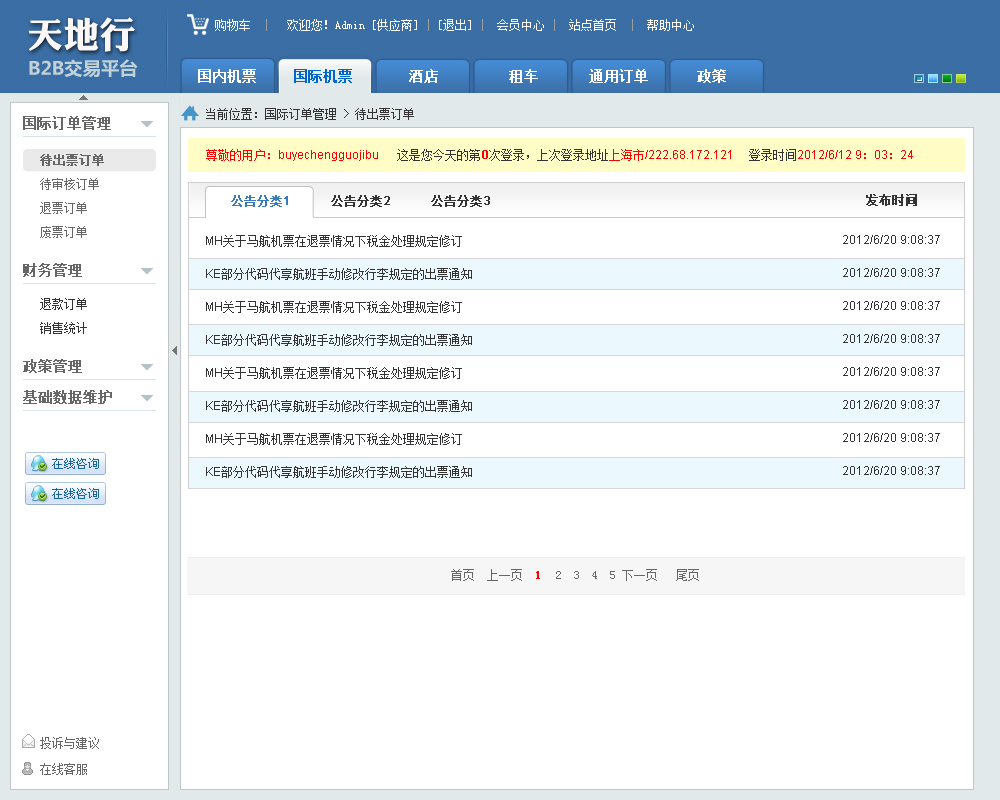 天地行
B2B交易平台
购物车 | 欢迎您! Admin [供应商] | [退出] | 会员中心 | 站点首页 | 帮助中心
国内机票 国际机票 酒店 租车 通用订单 政策
当前位置: 国际订单管理 > 待出票订单
国际订单管理
待出票订单
待审核订单
退票订单
废票订单
财务管理
退款订单
销售统计
政策管理
基础数据维护
在线咨询
在线咨询
投诉与建议
在线客服
尊敬的用户: buyechengguojibu 这是您今天的第0次登录，上次登录地址上海市/222.68.172.121 登录时间2012/6/12 9: 03: 24
公告分类1 公告分类2 公告分类3 发布时间
MH关于马航机票在退票情况下税金处理规定修订 2012/6/20 9:08:37
KE部分代码代享航班手动修改行李规定的出票通知 2012/6/20 9:08:37
MH关于马航机票在退票情况下税金处理规定修订 2012/6/20 9:08:37
KE部分代码代享航班手动修改行李规定的出票通知 2012/6/20 9:08:37
MH关于马航机票在退票情况下税金处理规定修订 2012/6/20 9:08:37
KE部分代码代享航班手动修改行李规定的出票通知 2012/6/20 9:08:37
MH关于马航机票在退票情况下税金处理规定修订 2012/6/20 9:08:37
KE部分代码代享航班手动修改行李规定的出票通知 2012/6/20 9:08:37
首页 上一页 1 2 3 4 5 下一页 尾页